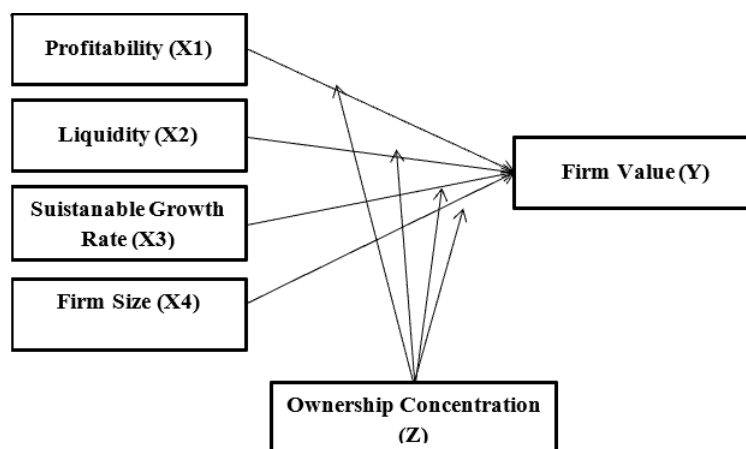 Profitability (X1)
Liquidity (X2)
Suistanable Growth
Rate (X3)
Firm Size (X4)
Firm Value (Y)
Ownership Concentration
(Z)